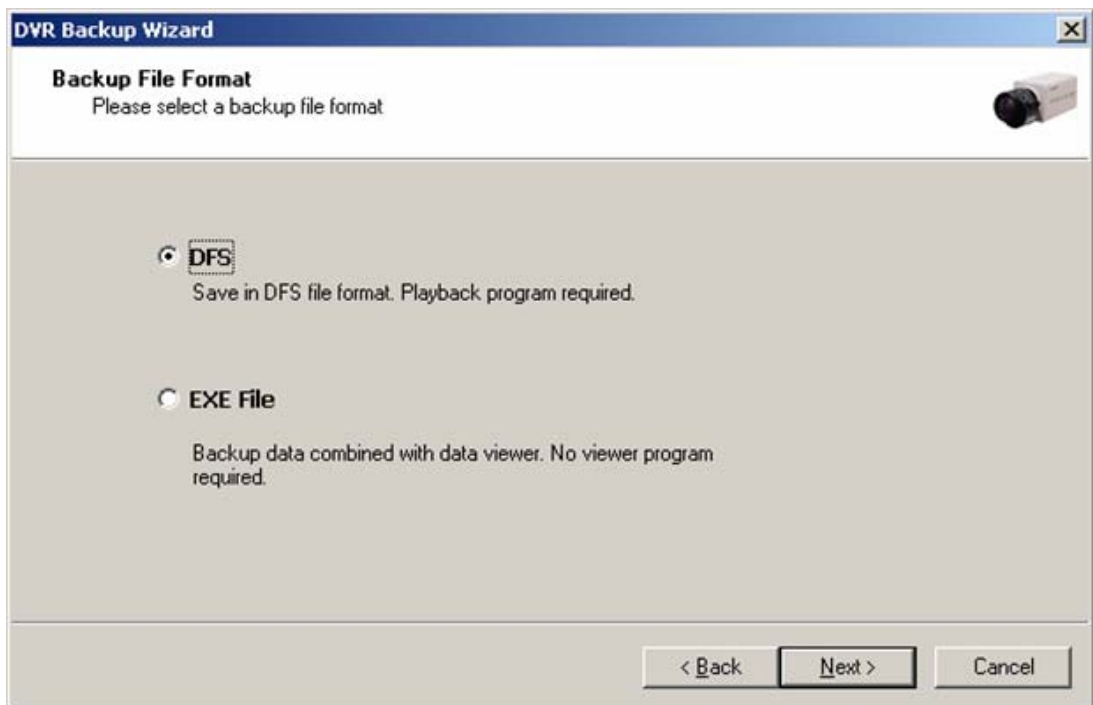 DVR Backup Wizard
Backup File Format
Please select a backup file format
DFS
Save in DFS file format. Playback program required.
EXE File
Backup data combined with data viewer. No viewer program
required.
< Back
Next >
Cancel